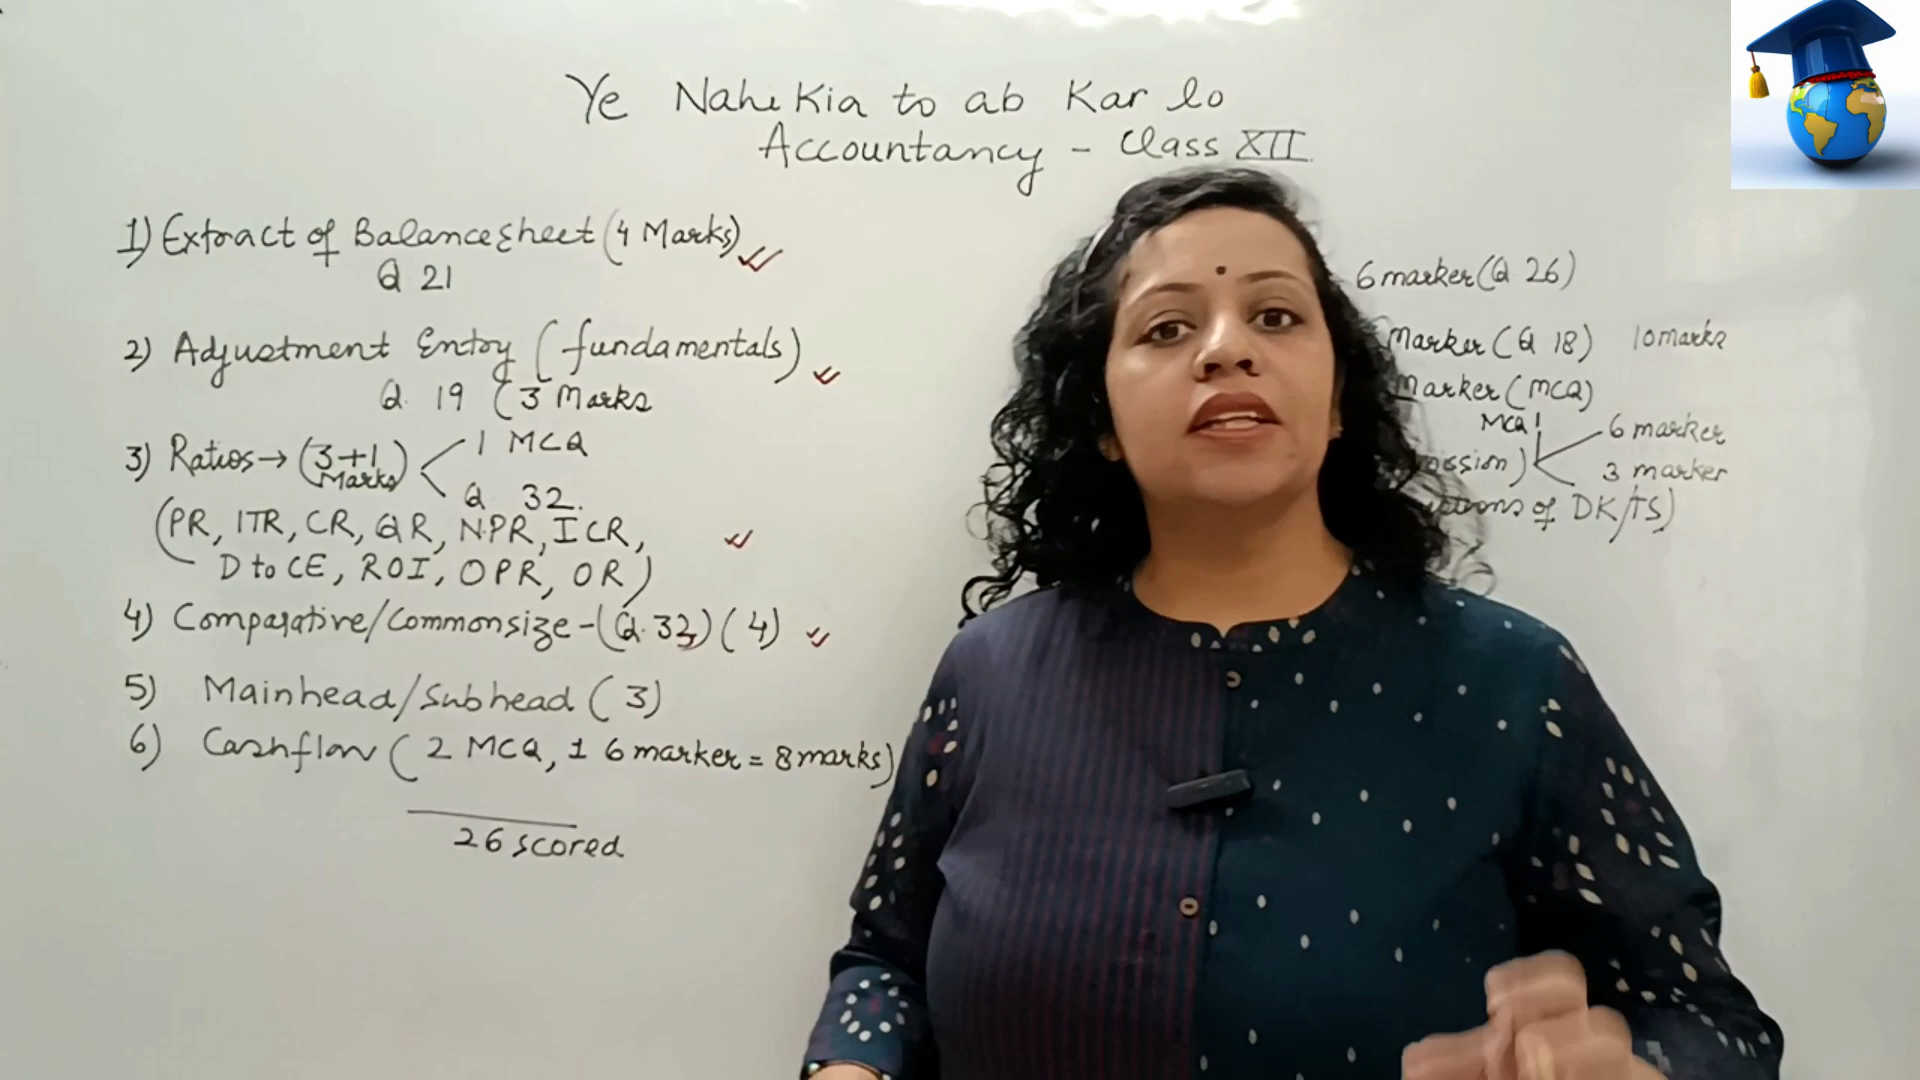 Ye Nahi Kia to ab Kar lo
Accountancy - Class XII
1) Extract of Balancesheet (4 Marks)
Q 21
2) Adjustment Entry (fundamentals)
Q. 19 (3 Marks
3) Ratios → (3+1) 1 MCQ
Marks
Q 32.
(PR, ITR, CR, QR, NPR, ICR,
D to CE, ROI, OPR, OR)
4) Comparative/Commonsize - (Q. 33) (4)
5) Mainhead/Subhead (3)
6) Cashflow (2 MCQ, 1 6 marker = 8 marks)
26 scored
6 marker (Q 26)
Marker (Q 18) 10 marks
Marker (MCQ)
MCQ 1
6 marker
3 marker
of DK/TS)